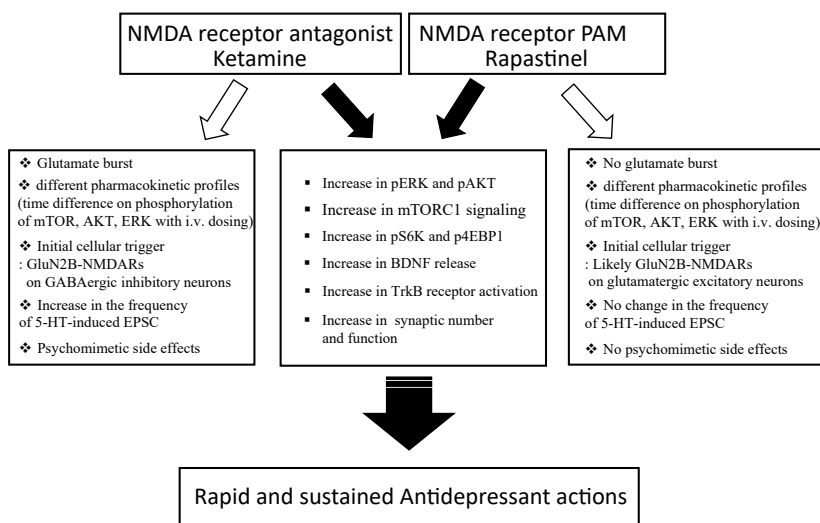 NMDA receptor antagonist
Ketamine
NMDA receptor PAM
Rapastinel
❖ Glutamate burst
❖ different pharmacokinetic profiles
(time difference on phosphorylation
of mTOR, AKT, ERK with i.v. dosing)
❖ Initial cellular trigger
: GluN2B-NMDARs
on GABAergic inhibitory neurons
❖ Increase in the frequency
of 5-HT-induced EPSC
❖ Psychomimetic side effects
▪ Increase in pERK and pAKT
▪ Increase in mTORC1 signaling
▪ Increase in pS6K and p4EBP1
▪ Increase in BDNF release
▪ Increase in TrkB receptor activation
▪ Increase in synaptic number
and function
❖ No glutamate burst
❖ different pharmacokinetic profiles
(time difference on phosphorylation
of mTOR, AKT, ERK with i.v. dosing)
❖ Initial cellular trigger
: Likely GluN2B-NMDARs
on glutamatergic excitatory neurons
❖ No change in the frequency
of 5-HT-induced EPSC
❖ No psychomimetic side effects
Rapid and sustained Antidepressant actions